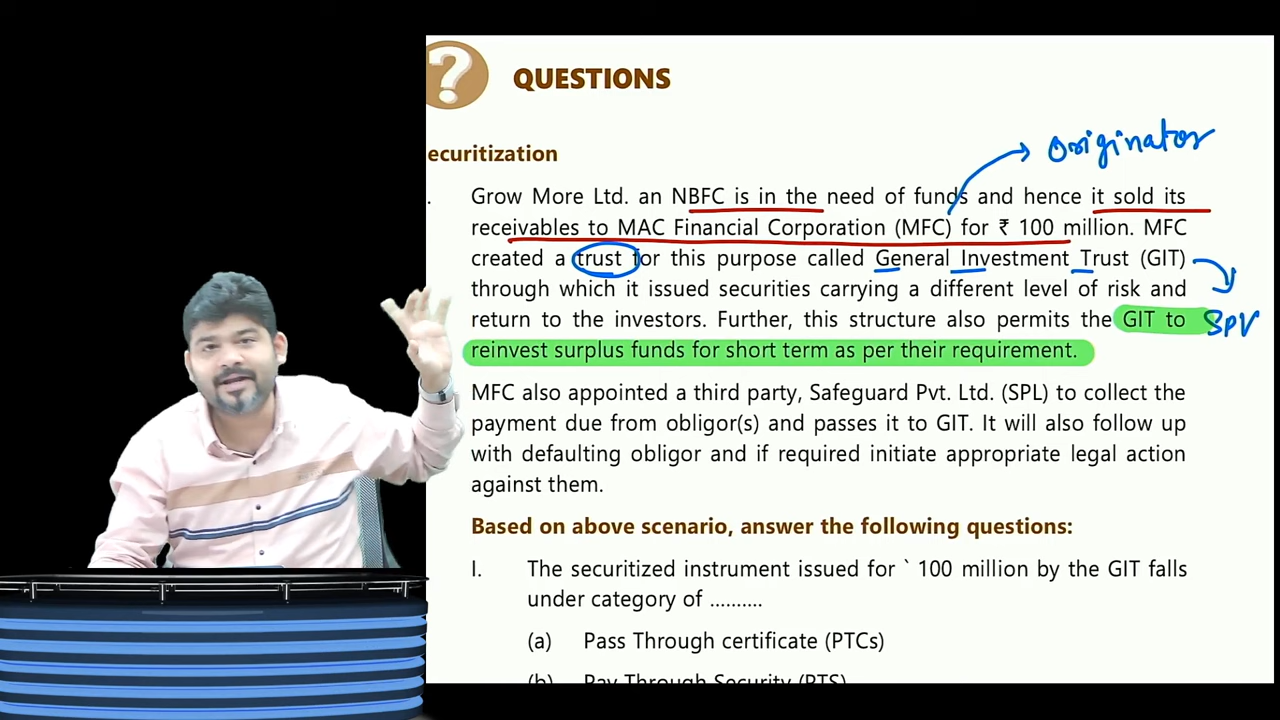 QUESTIONS
Originator
ecuritization
. Grow More Ltd. an NBFC is in the need of funds and hence it sold its
receivables to MAC Financial Corporation (MFC) for ₹ 100 million. MFC
created a trust for this purpose called General Investment Trust (GIT)
through which it issued securities carrying a different level of risk and
return to the investors. Further, this structure also permits the GIT to
SPV
reinvest surplus funds for short term as per their requirement.
MFC also appointed a third party, Safeguard Pvt. Ltd. (SPL) to collect the
payment due from obligor(s) and passes it to GIT. It will also follow up
with defaulting obligor and if required initiate appropriate legal action
against them.
Based on above scenario, answer the following questions:
I. The securitized instrument issued for ` 100 million by the GIT falls
under category of ..........
(a) Pass Through certificate (PTCs)
(b) Pay Through Security (PTS)